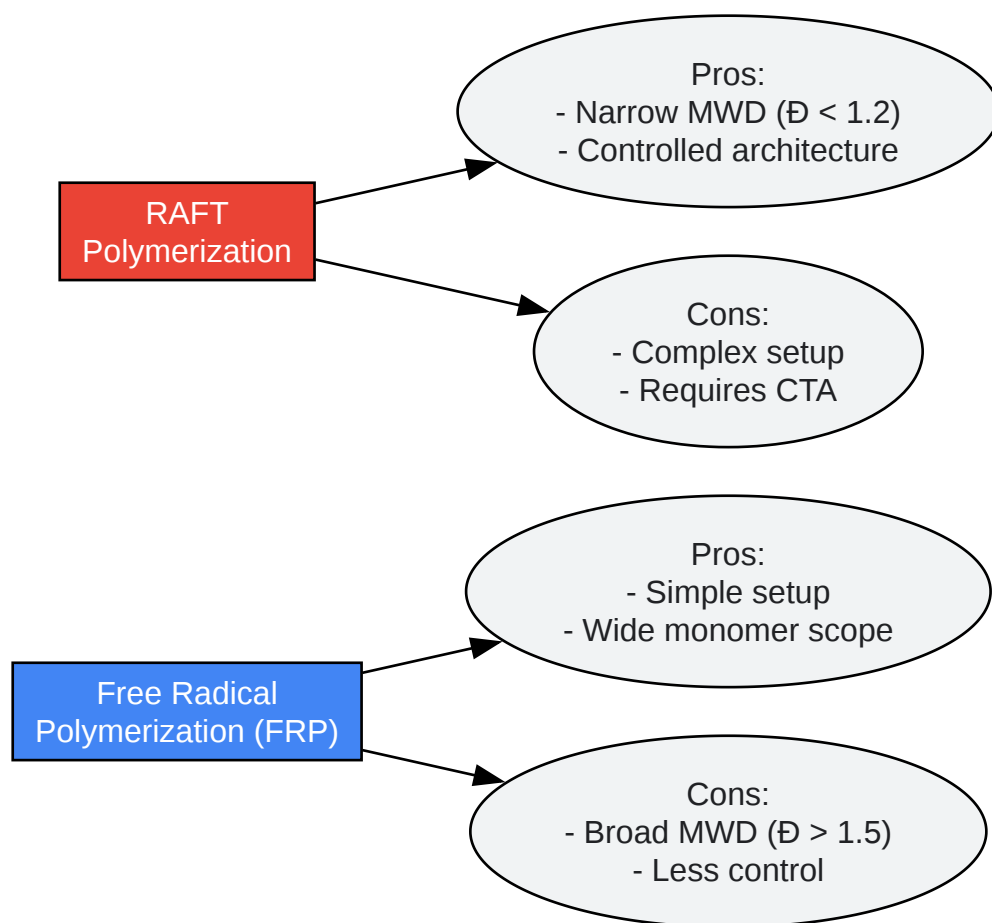 Pros:
- Narrow MWD (Đ < 1.2)
- Controlled architecture
RAFT
Polymerization
Cons:
- Complex setup
- Requires CTA
Pros:
- Simple setup
- Wide monomer scope
Free Radical
Polymerization (FRP)
Cons:
- Broad MWD (Đ > 1.5)
- Less control